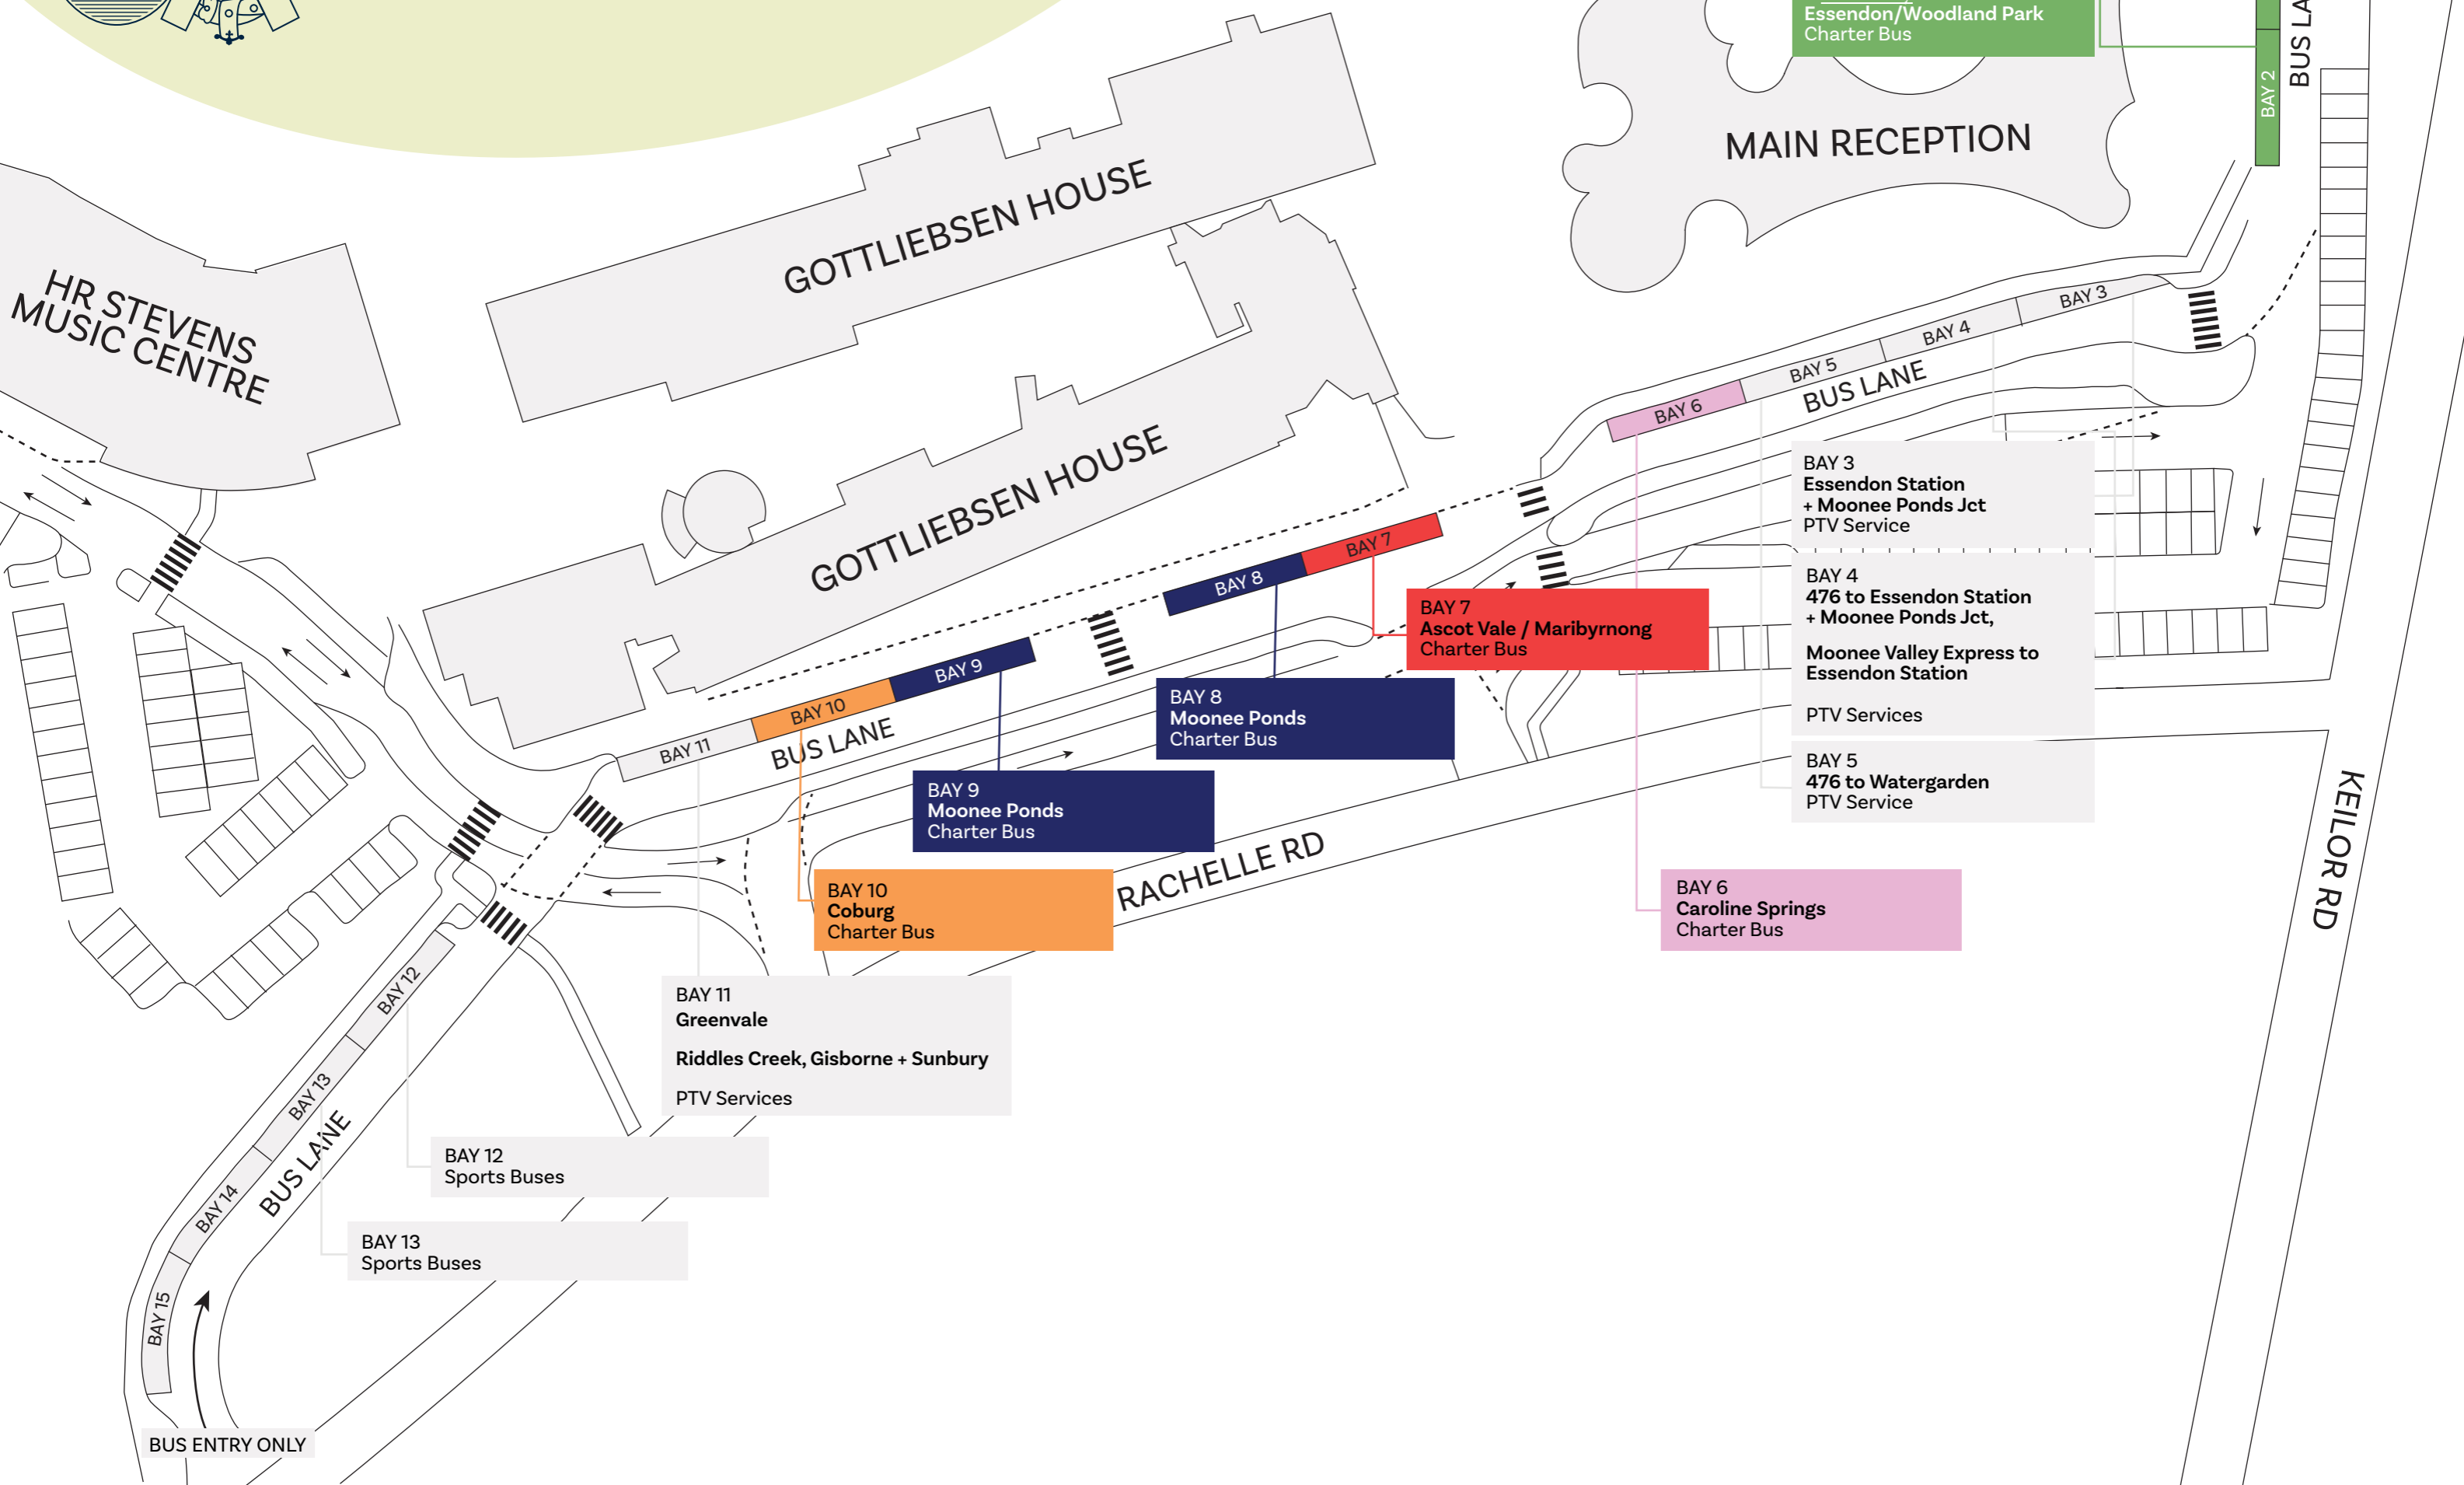 Essendon/Woodland Park
Charter Bus
BAY 2
MAIN RECEPTION
GOTTLIEBSEN HOUSE
HR STEVENS
MUSIC CENTRE
BAY 3
BAY 4
BAY 5
BAY 6
BUS LANE
GOTTLIEBSEN HOUSE
BAY 3
Essendon Station
+ Moonee Ponds Jct
PTV Service
BAY 4
476 to Essendon Station
+ Moonee Ponds Jct,
Moonee Valley Express to
Essendon Station
PTV Services
BAY 5
476 to Watergarden
PTV Service
BAY 7
BAY 8
BAY 7
Ascot Vale / Maribyrnong
Charter Bus
BAY 9
BAY 10
BAY 11
BUS LANE
BAY 8
Moonee Ponds
Charter Bus
BAY 9
Moonee Ponds
Charter Bus
BAY 10
Coburg
Charter Bus
RACHELLE RD
KEILOR RD
BAY 6
Caroline Springs
Charter Bus
BAY 11
Greenvale
Riddles Creek, Gisborne + Sunbury
PTV Services
BAY 12
BAY 13
BAY 14
BAY 15
BUS LANE
BAY 12
Sports Buses
BAY 13
Sports Buses
BUS ENTRY ONLY